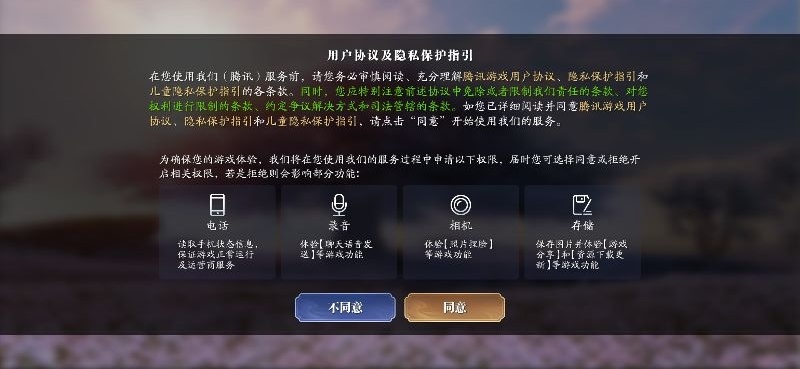 用户协议及隐私保护指引
在您使用我们（腾讯）服务前，请您务必审慎阅读、充分理解腾讯游戏用户协议、隐私保护指引和
儿童隐私保护指引的各条款。同时，您应特别注意前述协议中免除或者限制我们责任的条款、对您
权利进行限制的条款、约定争议解决方式和司法管辖的条款。如您已详细阅读并同意腾讯游戏用户
协议、隐私保护指引和儿童隐私保护指引，请点击“同意”开始使用我们的服务。
为确保您的游戏体验，我们将在您使用我们的服务过程中申请以下权限，届时您可选择同意或拒绝开
启相关权限，若是拒绝则会影响部分功能：
电话
读取手机状态信息，
保证游戏正常运行
及运营商服务
录音
体验【聊天语音发
送】等游戏功能
相机
体验【照片捏脸】
等游戏功能
存储
保存图片并体验【游戏
分享】和【资源下载更
新】等游戏功能
不同意
同意